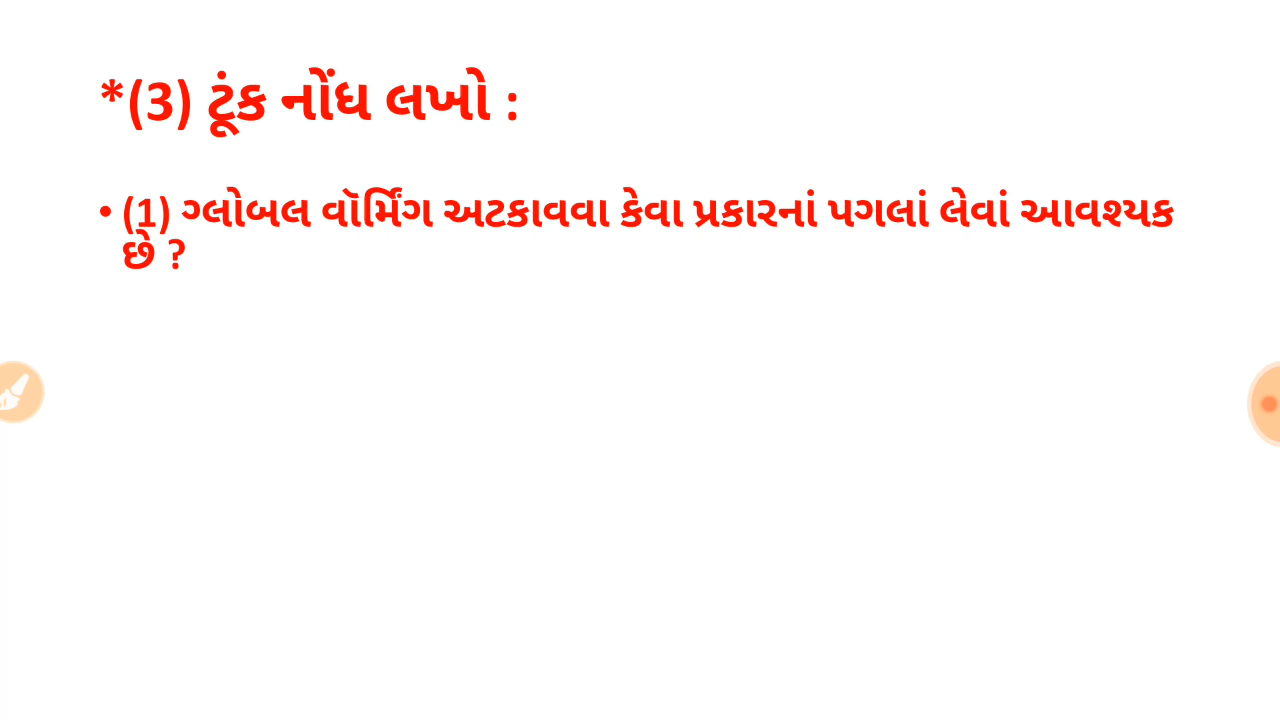 *(3) ટૂંક નોંધ લખો :
• (1) ગ્લોબલ વૉર્મિંગ અટકાવવા કેવા પ્રકારનાં પગલાં લેવાં આવશ્યક
છે ?